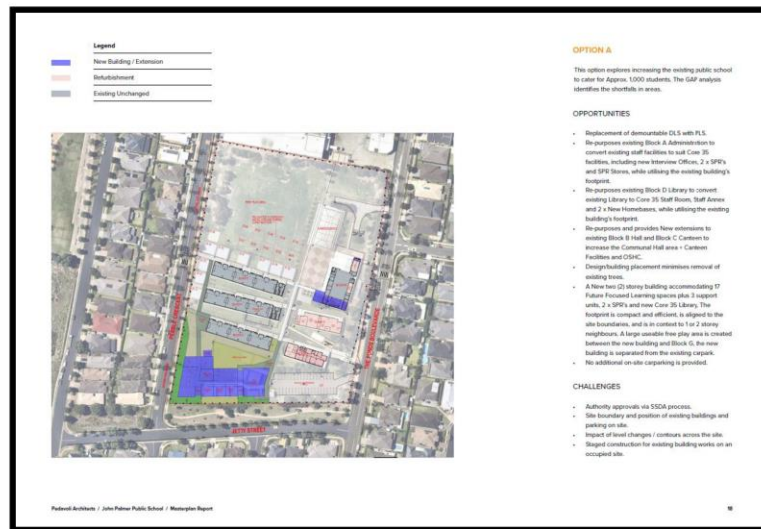 Legend
New Building / Extension
Refurbishment
Existing Unchanged
OPTION A
This option explores increasing the existing public school
to cater for Approx. 1,000 students. The GAP analysis
identifies the shortfalls in areas.
OPPORTUNITIES
• Replacement of demountable DLS with PLS.
• Re-purposes existing Block A Administration to
convert existing staff facilities to suit Core 35
facilities, including new Interview Offices, 2 x SPR's
and SPR Stores, while utilising the existing building's
footprint.
• Re-purposes existing Block D Library to convert
existing Library to Core 35 Staff Room, Staff Annex
and 2 x New Homebases, while utilising the existing
building's footprint.
• Re-purposes and provides New extensions to
existing Block B Hall and Block C Canteen to
increase the Communal Hall area + Canteen
Facilities and OSHC.
• Design/building placement minimises removal of
existing trees.
• A New two (2) storey building accommodating 17
Future Focused Learning spaces plus 3 support
units, 2 x SPR's and new Core 35 Library. The
footprint is compact and efficient, is aligned to the
site boundaries, and is in context to 1 or 2 storey
neighbours. A large useable free play area is created
between the new building and Block G, the new
building is separated from the existing carpark.
• No additional on-site carparking is provided.
CHALLENGES
• Authority approvals via SSDA process.
• Site boundary and position of existing buildings and
parking on site.
• Impact of level changes / contours across the site.
• Staged construction for existing building works on an
occupied site.
THE PONDS BOULEVARD
JETTY STREET
Pedavoli Architects / John Palmer Public School / Masterplan Report